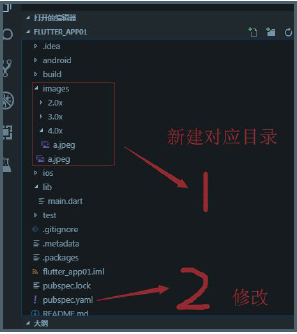 打开的编辑器
FLUTTER_APP01
.idea
android
build
images
2.0x
3.0x
4.0x
a.jpeg
a.jpeg
新建对应目录
1
ios
lib
main.dart
test
.gitignore
.metadata
.packages
flutter_app01.iml
pubspec.lock
pubspec.yaml
2 修改
README.md
大纲